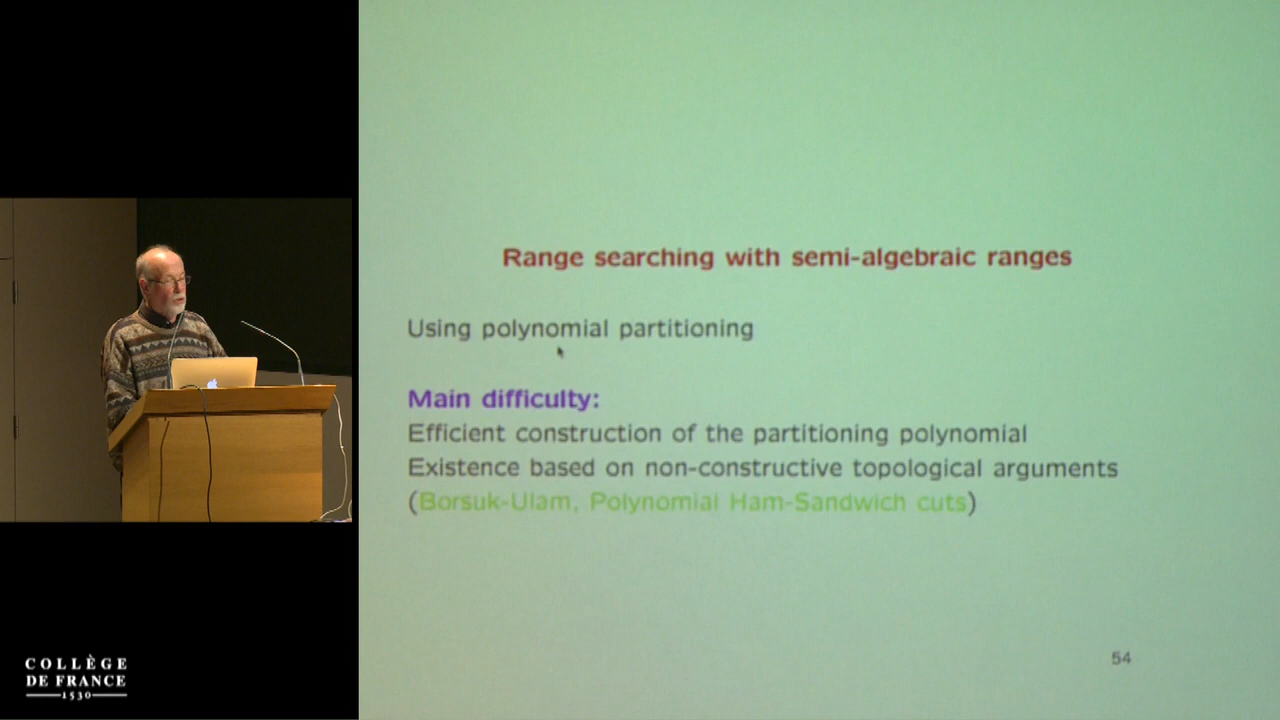 Range searching with semi-algebraic ranges
Using polynomial partitioning
Main difficulty:
Efficient construction of the partitioning polynomial
Existence based on non-constructive topological arguments
(Borsuk-Ulam, Polynomial Ham-Sandwich cuts)
54
COLLÈGE
DE FRANCE
1530